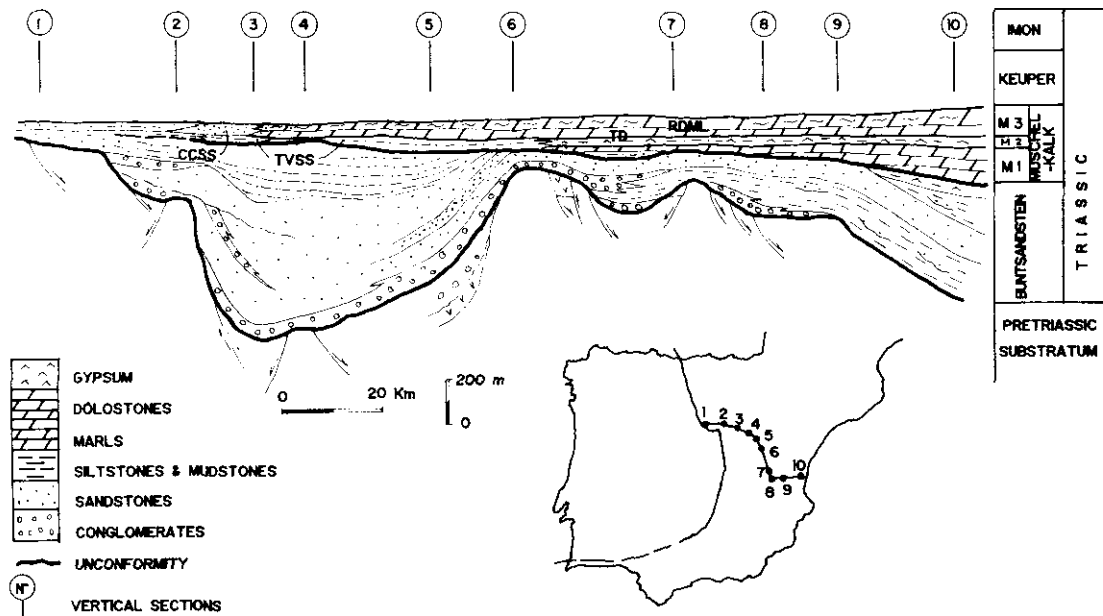 1 2 3 4 5 6 7 8 9 10
IMON
KEUPER
M 3
M 2
M 1
MUSCHEL
-KALK
BUNTSANDSTEIN
TRIASSIC
PRETRIASSIC
SUBSTRATUM
CCSS
TVSS
TD
RDML
GYPSUM
DOLOSTONES
MARLS
SILTSTONES & MUDSTONES
SANDSTONES
CONGLOMERATES
UNCONFORMITY
VERTICAL SECTIONS
0 20 Km
200 m
0
1 2 3 4 5 6 7 8 9 10